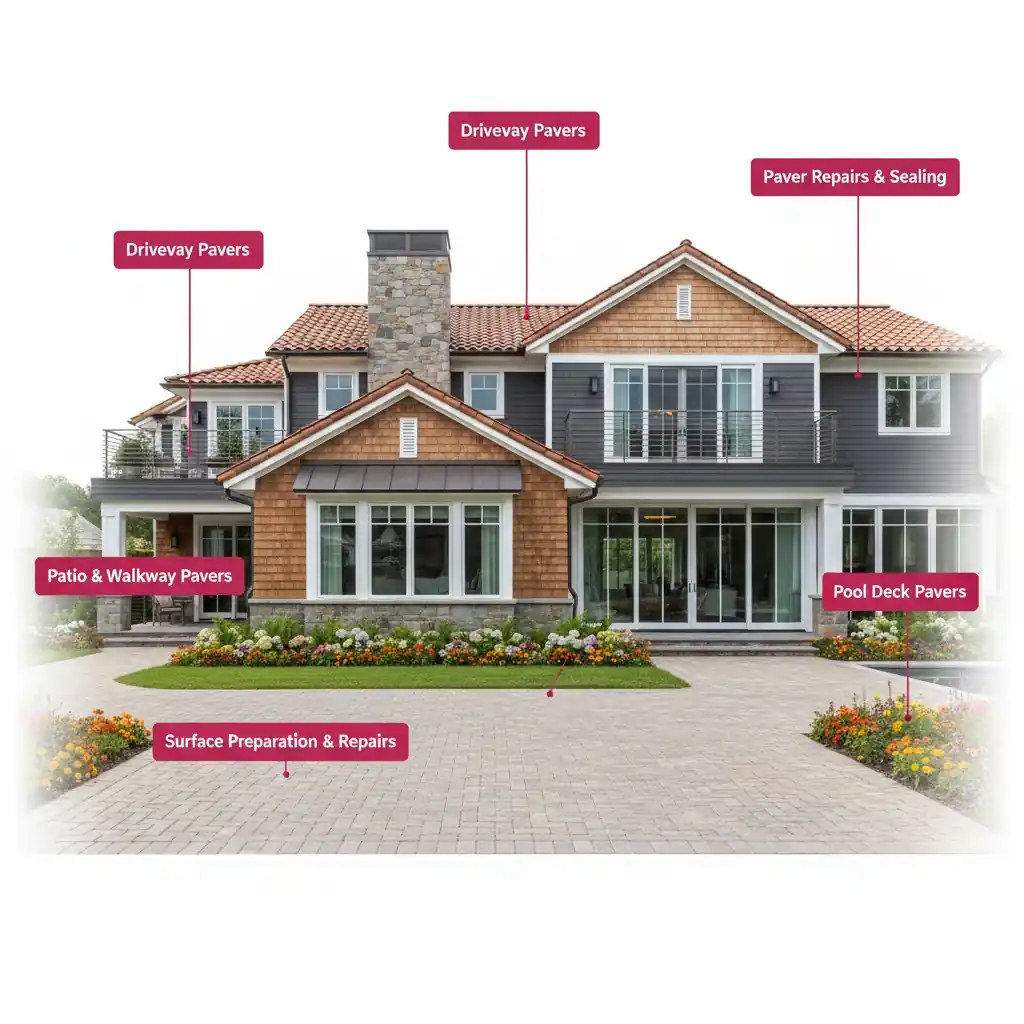 Drivevay Pavers
Paver Repairs & Sealing
Drivevay Pavers
Patio & Walkway Pavers
Pool Deck Pavers
Surface Preparation & Repairs